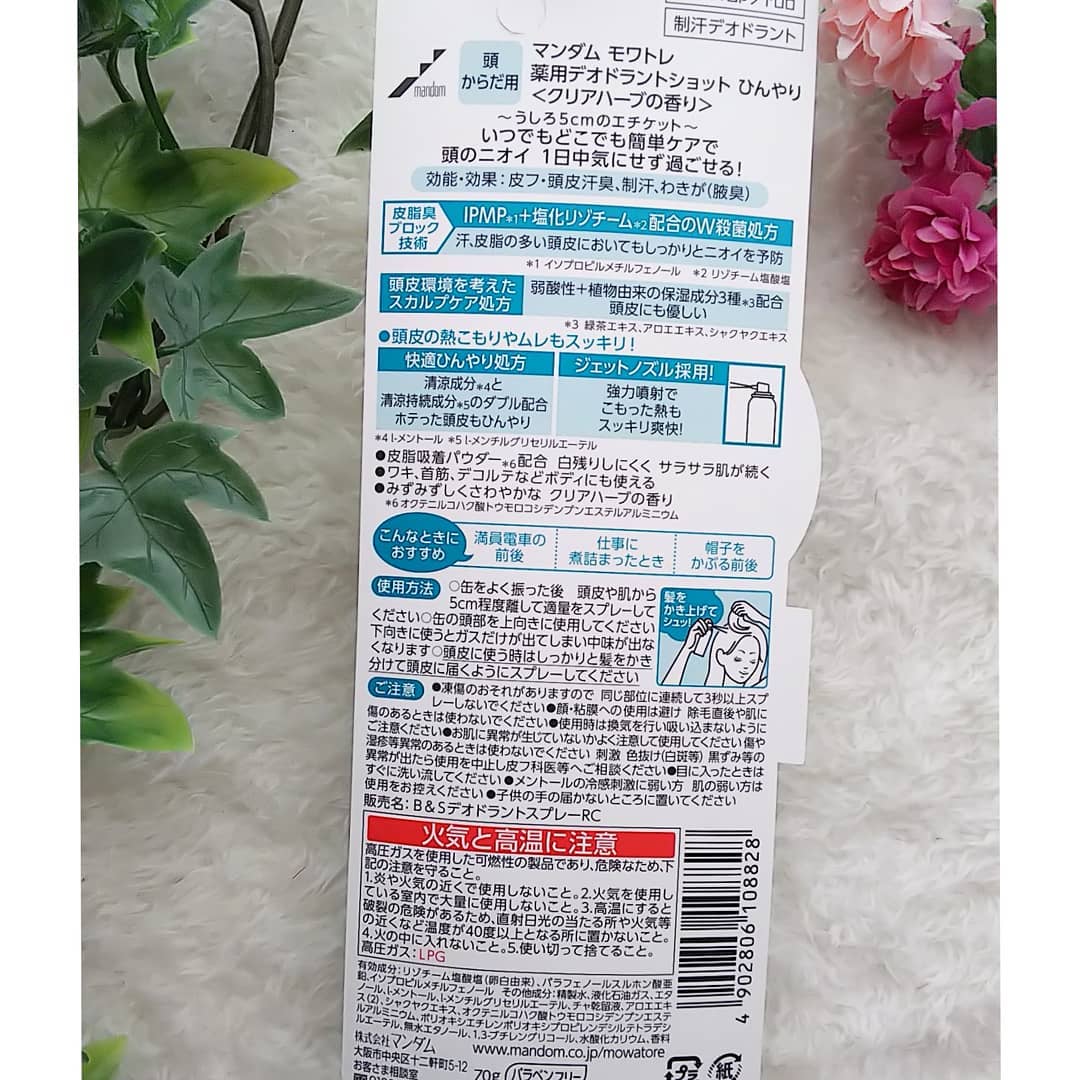 制汗デオドラント
mandom
頭
からだ用
マンダム モワトレ
薬用デオドラントショット ひんやり
<クリアハーブの香り>
～うしろ5cmのエチケット～
いつでもどこでも簡単ケアで
頭のニオイ 1日中気にせず過ごせる!
効能・効果:皮フ・頭皮汗臭、制汗、わきが(腋臭)
皮脂臭
ブロック
技術
IPMP*1+塩化リゾチーム*2配合のW殺菌処方
汗、皮脂の多い頭皮においてもしっかりとニオイを予防
*1 イソプロピルメチルフェノール *2 リゾチーム塩酸塩
頭皮環境を考えた
スカルプケア処方
弱酸性+植物由来の保湿成分3種*3配合
頭皮にも優しい
*3 緑茶エキス、アロエエキス、シャクヤクエキス
●頭皮の熱こもりやムレもスッキリ!
快適ひんやり処方
清涼成分*4と
清涼持続成分*5のダブル配合
ホテった頭皮もひんやり
ジェットノズル採用!
強力噴射で
こもった熱も
スッキリ爽快!
*4 l-メントール *5 l-メンチルグリセリルエーテル
●皮脂吸着パウダー*6配合 白残りしにくく サラサラ肌が続く
●ワキ、首筋、デコルテなどボディにも使える
●みずみずしくさわやかな クリアハーブの香り
*6 オクテニルコハク酸トウモロコシデンプンエステルアルミニウム
こんなときに
おすすめ
満員電車の
前後
仕事に
煮詰まったとき
帽子を
かぶる前後
使用方法
○缶をよく振った後 頭皮や肌から
5cm程度離して適量をスプレーして
ください○缶の頭部を上向きに使用してください
下向きに使うとガスだけが出てしまい中味が出な
くなります○頭皮に使う時はしっかりと髪をかき
分けて頭皮に届くようにスプレーしてください
髪を
かき上げて
シュッ!
ご注意
●凍傷のおそれがありますので 同じ部位に連続して3秒以上スプ
レーしないでください●顔・粘膜への使用は避け 除毛直後や肌に
傷のあるときは使わないでください●使用時は換気を行い吸い込まないように
ご注意ください●お肌に異常が生じていないかよく注意して使用してください 傷や
湿疹等異常のあるときは使わないでください 刺激 色抜け(白斑等) 黒ずみ等の
異常が出たら使用を中止し皮フ科医等へご相談ください●目に入ったときは
すぐに洗い流してください●メントールの冷感刺激に弱い方 肌の弱い方は
使用をお控えください●子供の手の届かないところに置いてください
販売名:B&SデオドラントスプレーRC
火気と高温に注意
高圧ガスを使用した可燃性の製品であり、危険なため、下
記の注意を守ること。
1.炎や火気の近くで使用しないこと。2.火気を使用し
ている室内で大量に使用しないこと。3.高温にすると
破裂の危険があるため、直射日光の当たる所や火気等
の近くなど温度が40度以上となる所に置かないこと。
4.火の中に入れないこと。5.使い切って捨てること。
高圧ガス:LPG
4 902806 108828
有効成分:リゾチーム塩酸塩(卵白由来)、パラフェノールスルホン酸亜
鉛、イソプロピルメチルフェノール その他成分:精製水、液化石油ガス、エタ
ノール、l-メントール、l-メンチルグリセリルエーテル、チャ乾留液、アロエエキ
ス(2)、シャクヤクエキス、オクテニルコハク酸トウモロコシデンプンエステ
ルアルミニウム、ポリオキシエチレンポリオキシプロピレンデシルテトラデシ
ルエーテル、無水エタノール、1,3-ブチレングリコール、水酸化カリウム、香料
株式会社マンダム
大阪市中央区十二軒町5-12
お客さま相談室
www.mandom.co.jp/mowatore
70g
パラベンフリー
プラ
紙